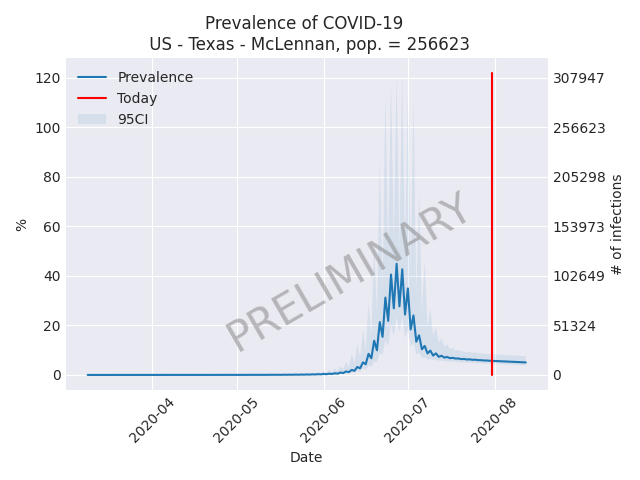 Prevalence of COVID-19
US - Texas - McLennan, pop. = 256623
Prevalence
Today
95CI
120
100
80
60
40
20
0
%
307947
256623
205298
153973
102649
51324
0
# of infections
PRELIMINARY
2020-04
2020-05
2020-06
2020-07
2020-08
Date